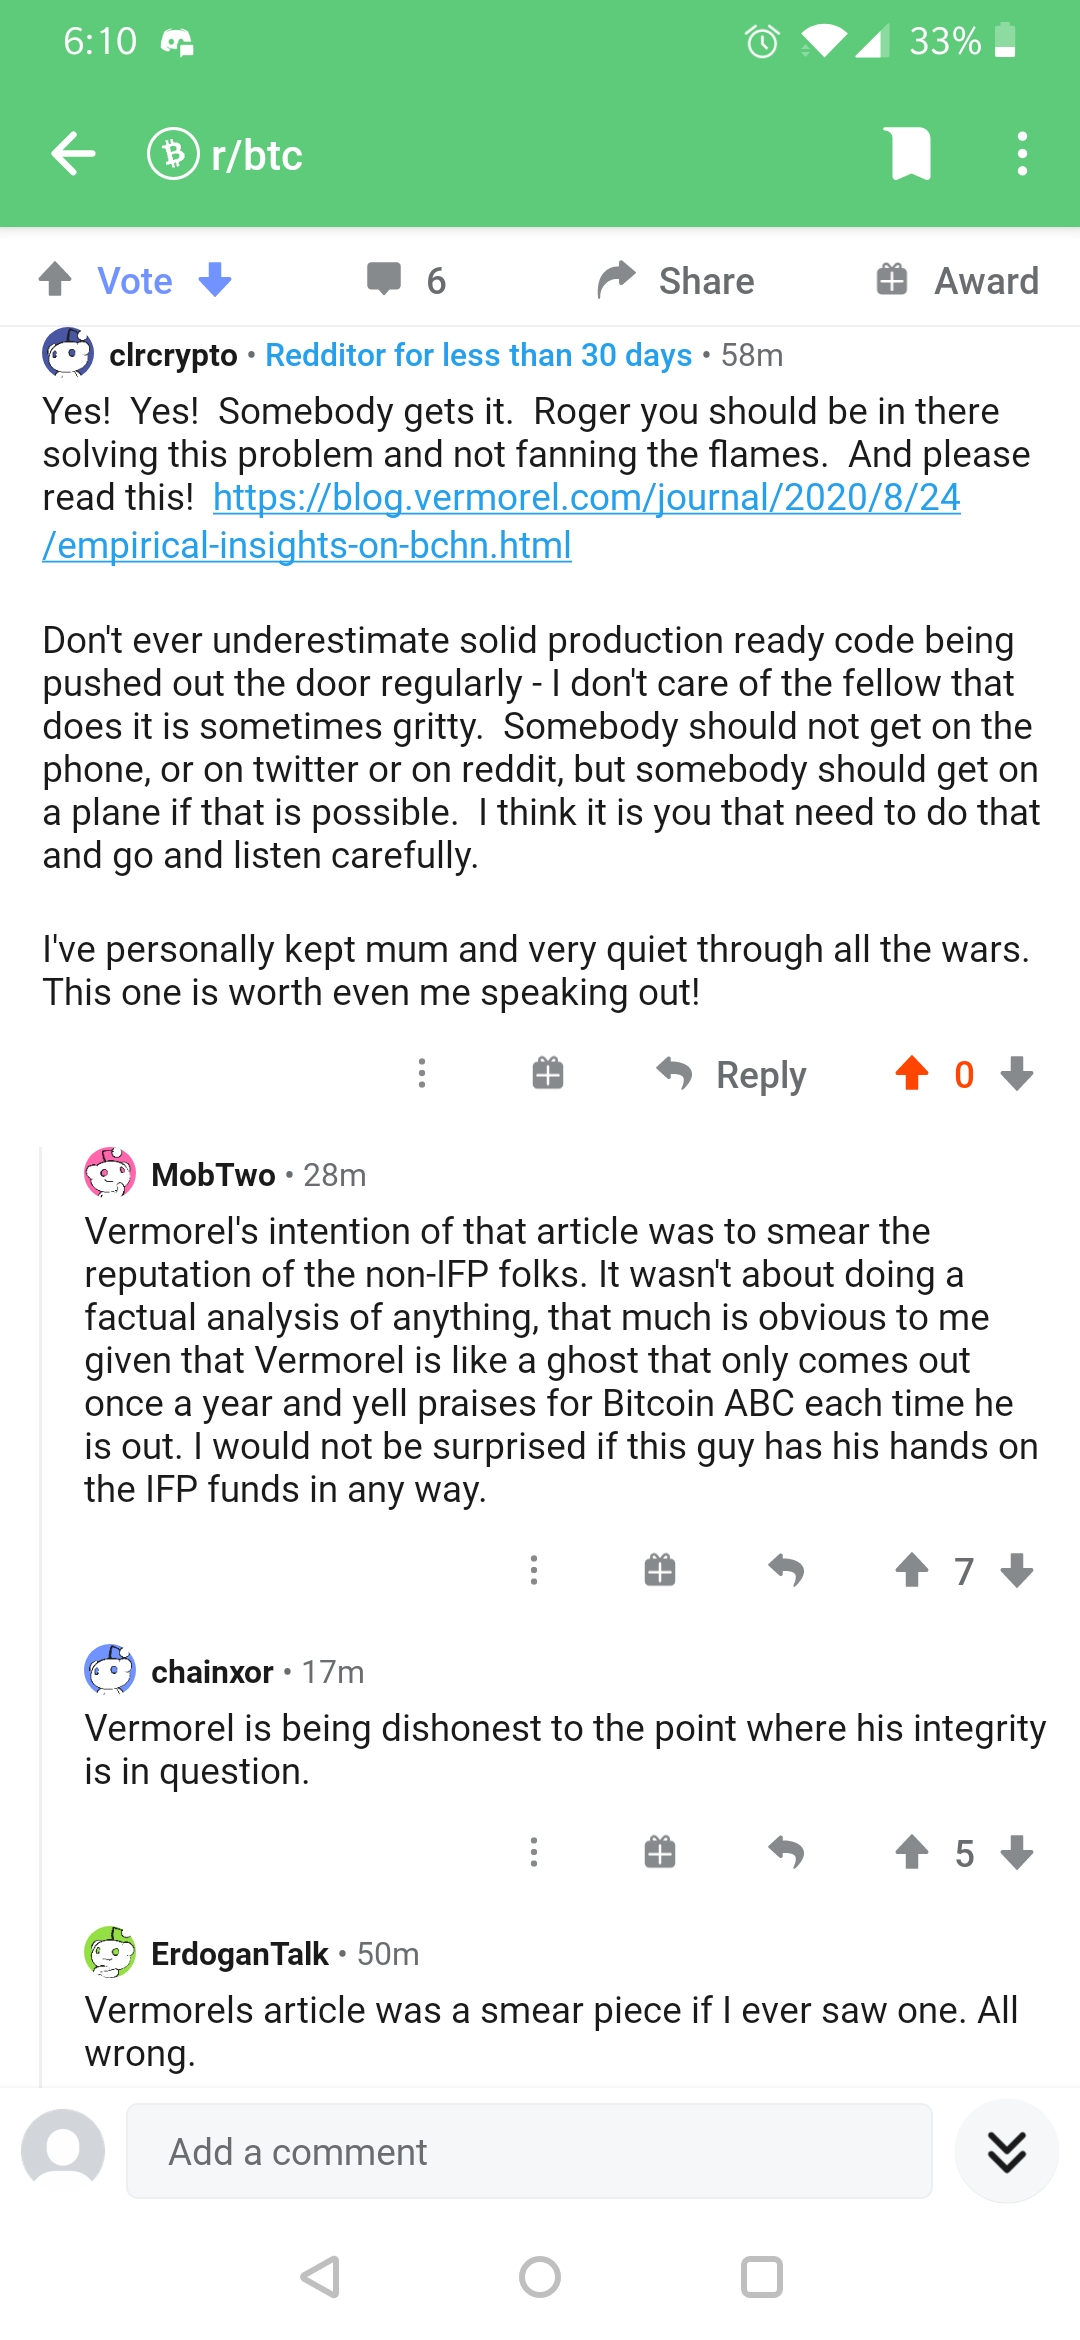 6:10 33%
r/btc
Vote 6 Share Award
clrcrypto • Redditor for less than 30 days • 58m
Yes!  Yes!  Somebody gets it.  Roger you should be in there
solving this problem and not fanning the flames.  And please
read this!  https://blog.vermorel.com/journal/2020/8/24
/empirical-insights-on-bchn.html
Don't ever underestimate solid production ready code being
pushed out the door regularly - I don't care of the fellow that
does it is sometimes gritty.  Somebody should not get on the
phone, or on twitter or on reddit, but somebody should get on
a plane if that is possible.  I think it is you that need to do that
and go and listen carefully.
I've personally kept mum and very quiet through all the wars.
This one is worth even me speaking out!
Reply 0
MobTwo • 28m
Vermorel's intention of that article was to smear the
reputation of the non-IFP folks. It wasn't about doing a
factual analysis of anything, that much is obvious to me
given that Vermorel is like a ghost that only comes out
once a year and yell praises for Bitcoin ABC each time he
is out. I would not be surprised if this guy has his hands on
the IFP funds in any way.
7
chainxor • 17m
Vermorel is being dishonest to the point where his integrity
is in question.
5
ErdoganTalk • 50m
Vermorels article was a smear piece if I ever saw one. All
wrong.
Add a comment